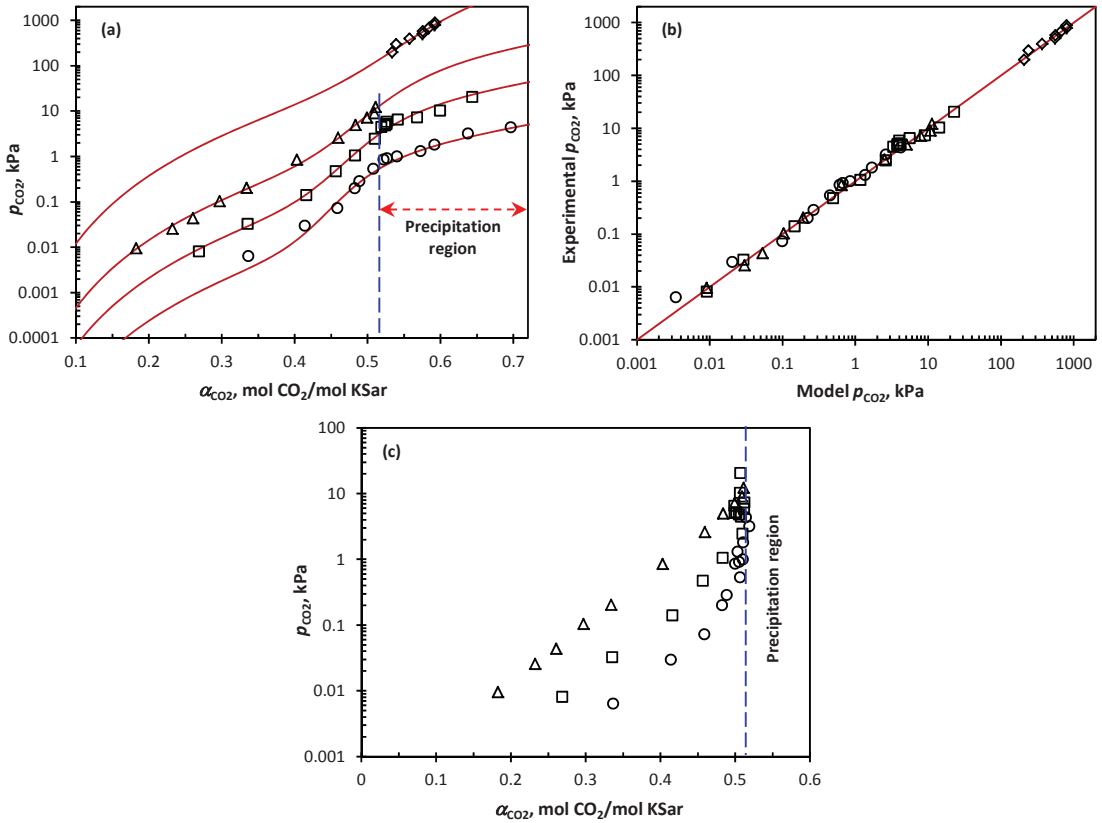 (a)
1000
100
10
1
0.1
0.01
0.001
0.0001
pCO2, kPa
Precipitation
region
0.1 0.2 0.3 0.4 0.5 0.6 0.7
αCO2, mol CO2/mol KSar
(b)
1000
100
10
1
0.1
0.01
0.001
Experimental pCO2, kPa
0.001 0.01 0.1 1 10 100 1000
Model pCO2, kPa
(c)
100
10
1
0.1
0.01
0.001
pCO2, kPa
Precipitation region
0 0.1 0.2 0.3 0.4 0.5 0.6
αCO2, mol CO2/mol KSar